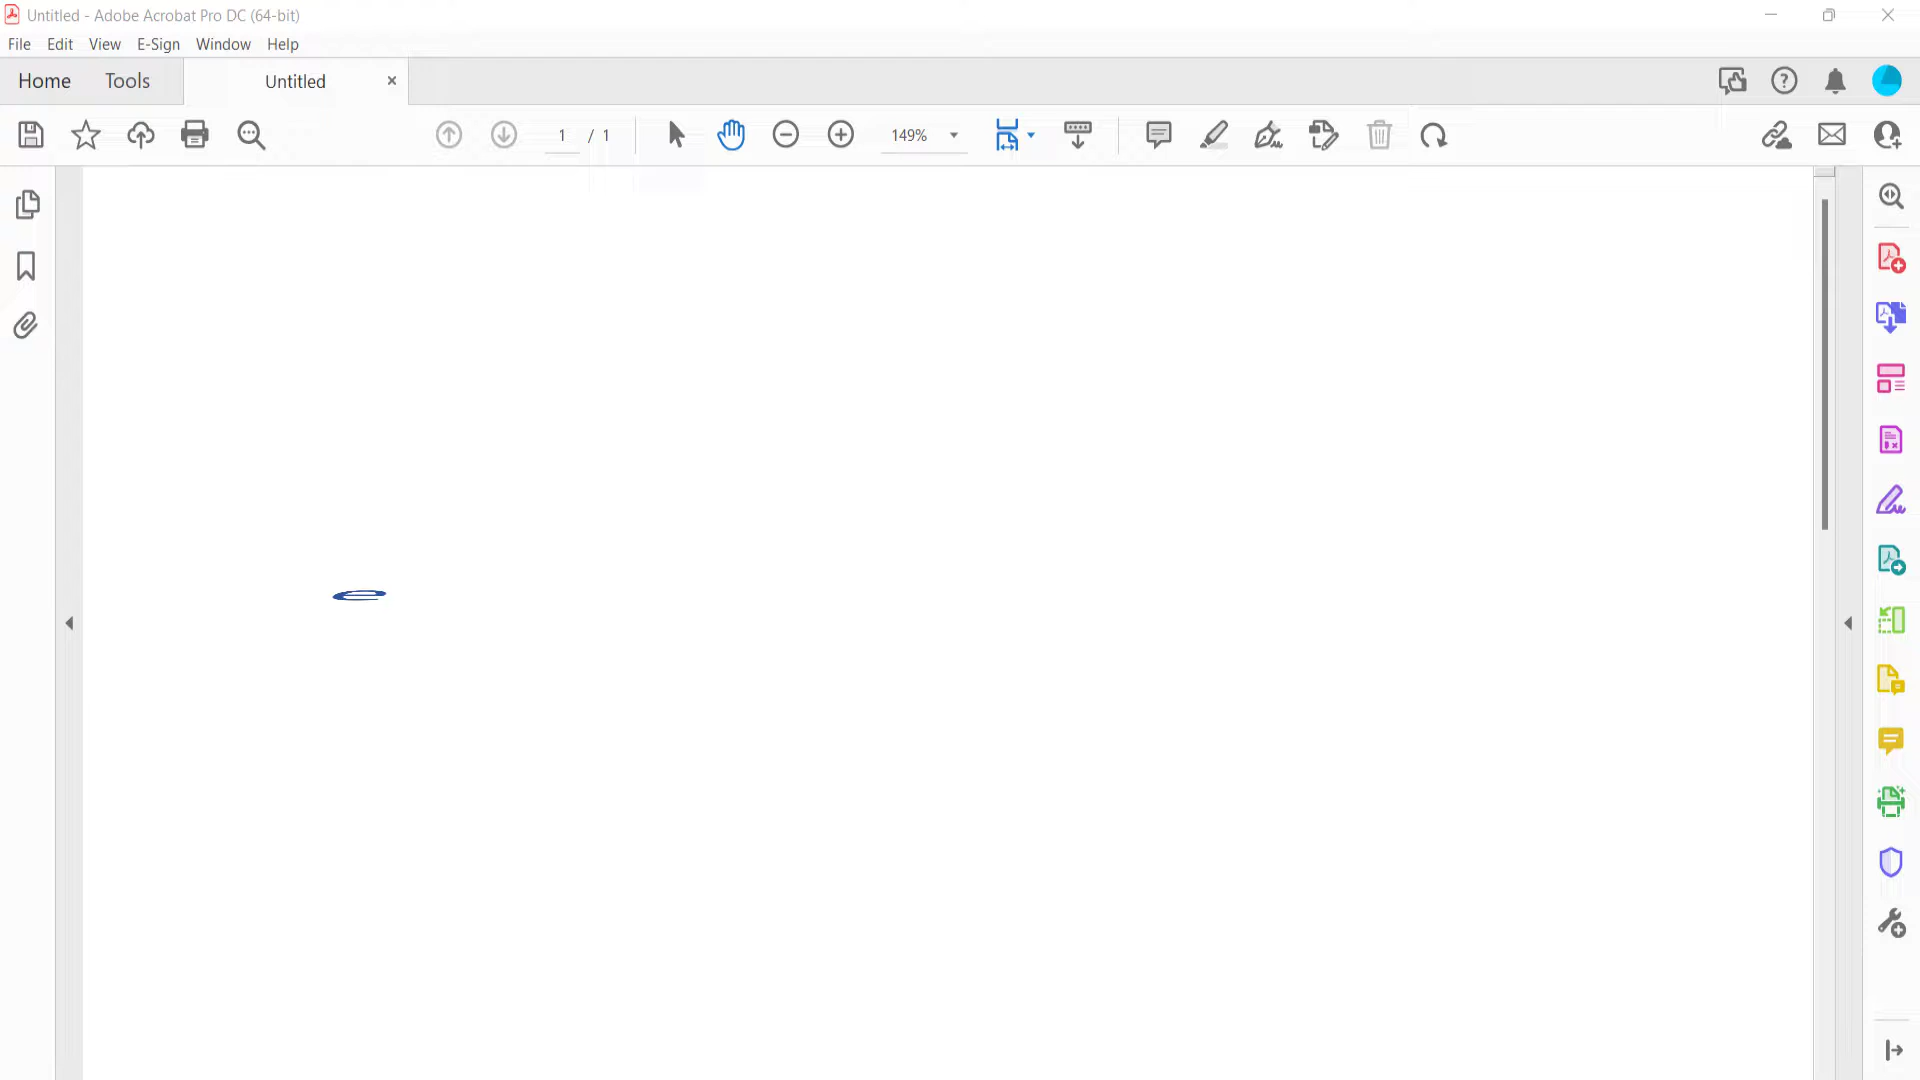 Untitled - Adobe Acrobat Pro DC (64-bit)
File Edit View E-Sign Window Help
Home Tools Untitled
1 / 1 149%